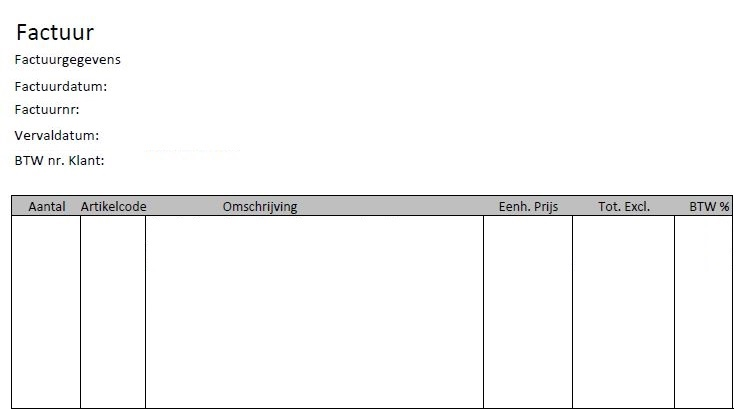 Factuur
Factuurgegevens
Factuurdatum:
Factuurnr:
Vervaldatum:
BTW nr. Klant:
Aantal Artikelcode Omschrijving Eenh. Prijs Tot. Excl. BTW %